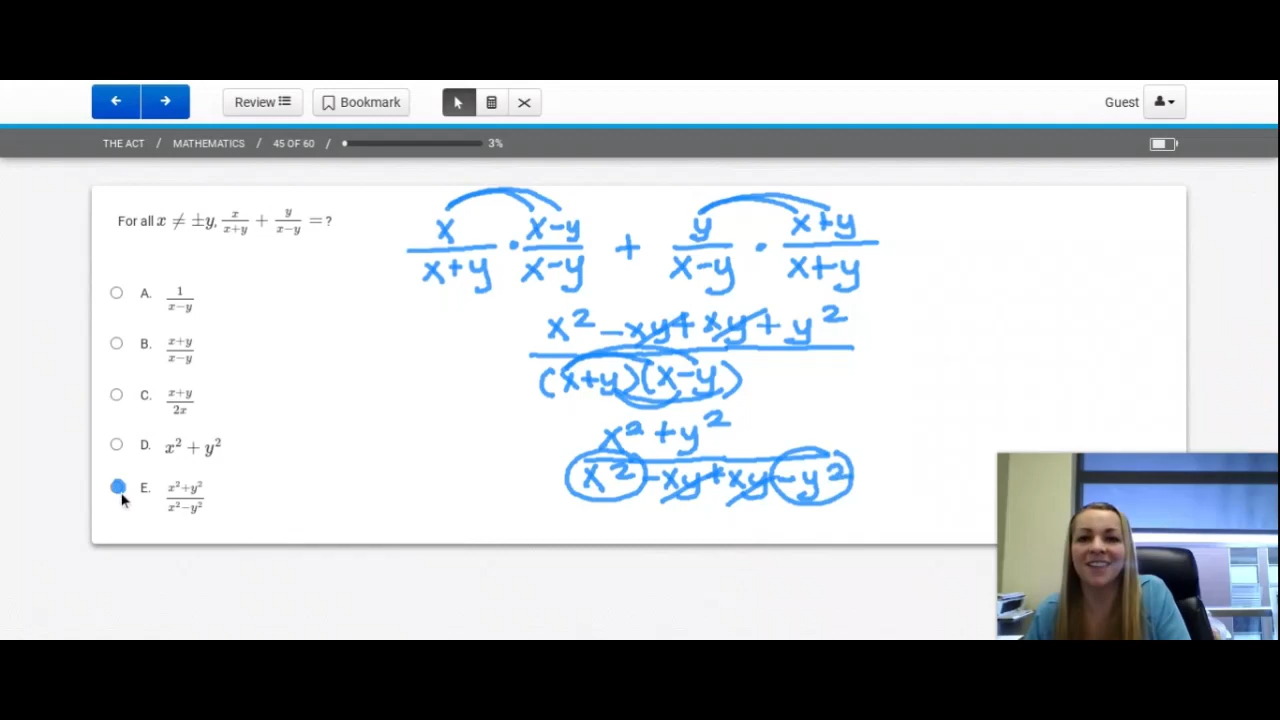 Review Bookmark Guest
THE ACT / MATHEMATICS / 45 OF 60 / 3%
For all x ≠ ±y, x/(x+y) + y/(x−y) = ?
A. 1/(x−y)
B. (x+y)/(x−y)
C. (x+y)/2x
D. x² + y²
E. (x²+y²)/(x²−y²)
x/(x+y) · (x−y)/(x−y) + y/(x−y) · (x+y)/(x+y)
x² − xy + xy + y²
(x+y)(x−y)
x² + y²
x² − xy + xy − y²